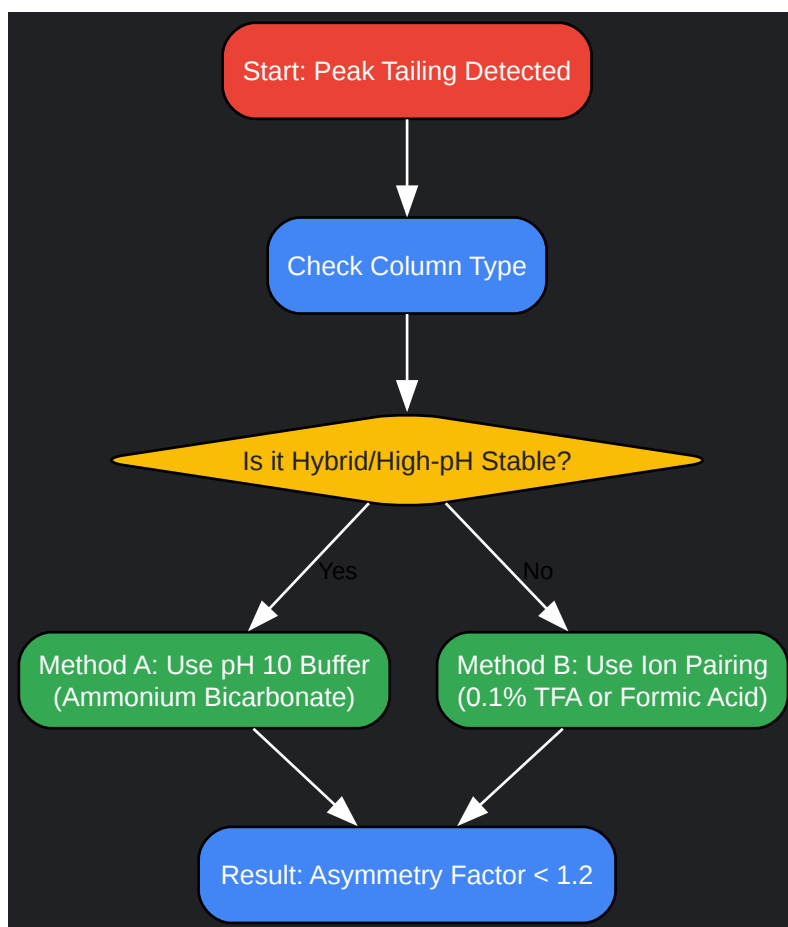 Start: Peak Tailing Detected
Check Column Type
Is it Hybrid/High-pH Stable?
Yes
No
Method A: Use pH 10 Buffer
(Ammonium Bicarbonate)
Method B: Use Ion Pairing
(0.1% TFA or Formic Acid)
Result: Asymmetry Factor < 1.2